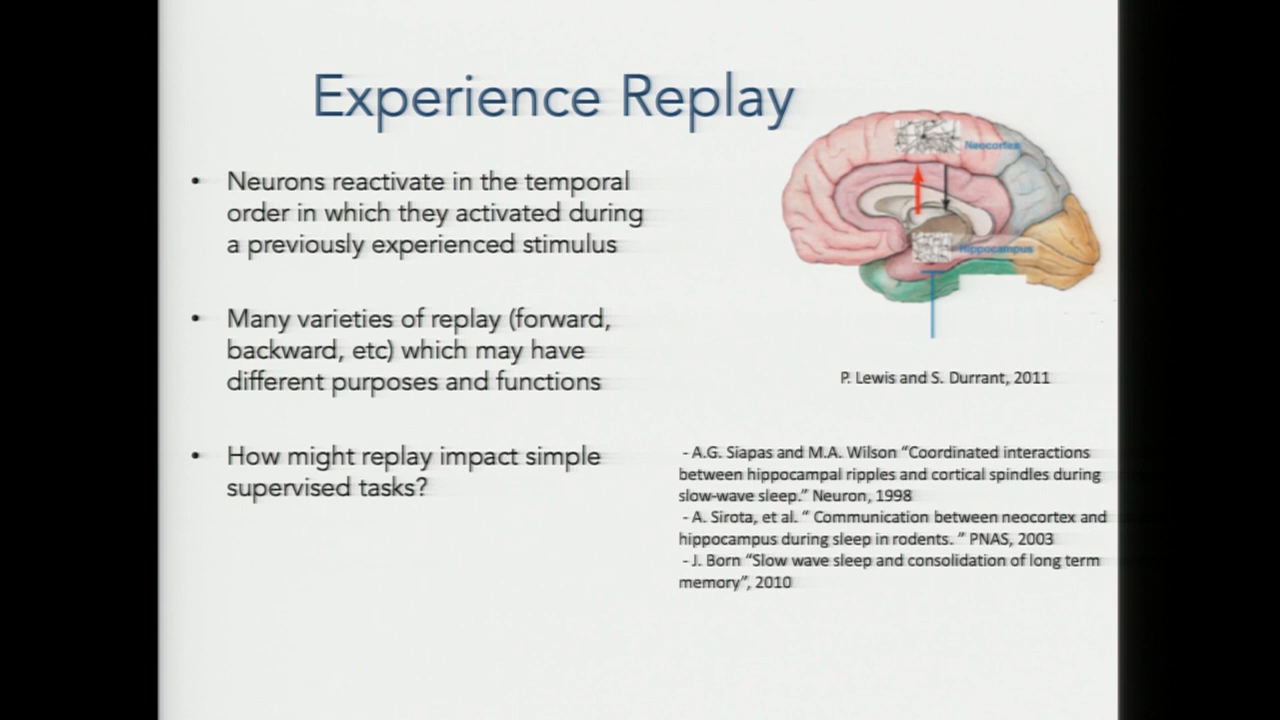 Experience Replay
• Neurons reactivate in the temporal
order in which they activated during
a previously experienced stimulus
• Many varieties of replay (forward,
backward, etc) which may have
different purposes and functions
• How might replay impact simple
supervised tasks?
Neocortex
Hippocampus
P. Lewis and S. Durrant, 2011
- A.G. Siapas and M.A. Wilson “Coordinated interactions
between hippocampal ripples and cortical spindles during
slow-wave sleep.” Neuron, 1998
- A. Sirota, et al. “ Communication between neocortex and
hippocampus during sleep in rodents. ” PNAS, 2003
- J. Born “Slow wave sleep and consolidation of long term
memory”, 2010